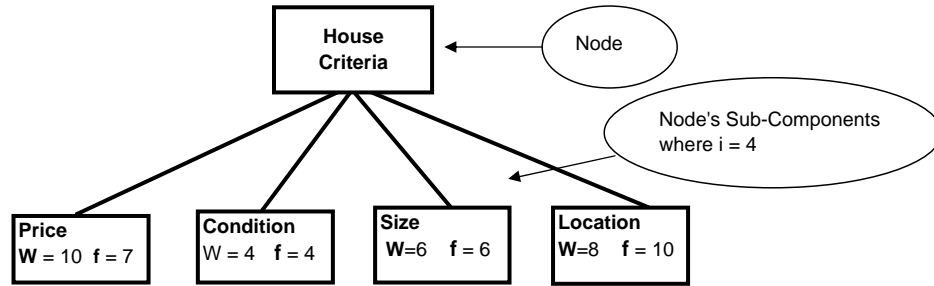 House
Criteria
Node
Node's Sub-Components
where i = 4
Price
W = 10 f = 7
Condition
W = 4 f = 4
Size
W=6 f = 6
Location
W=8 f = 10